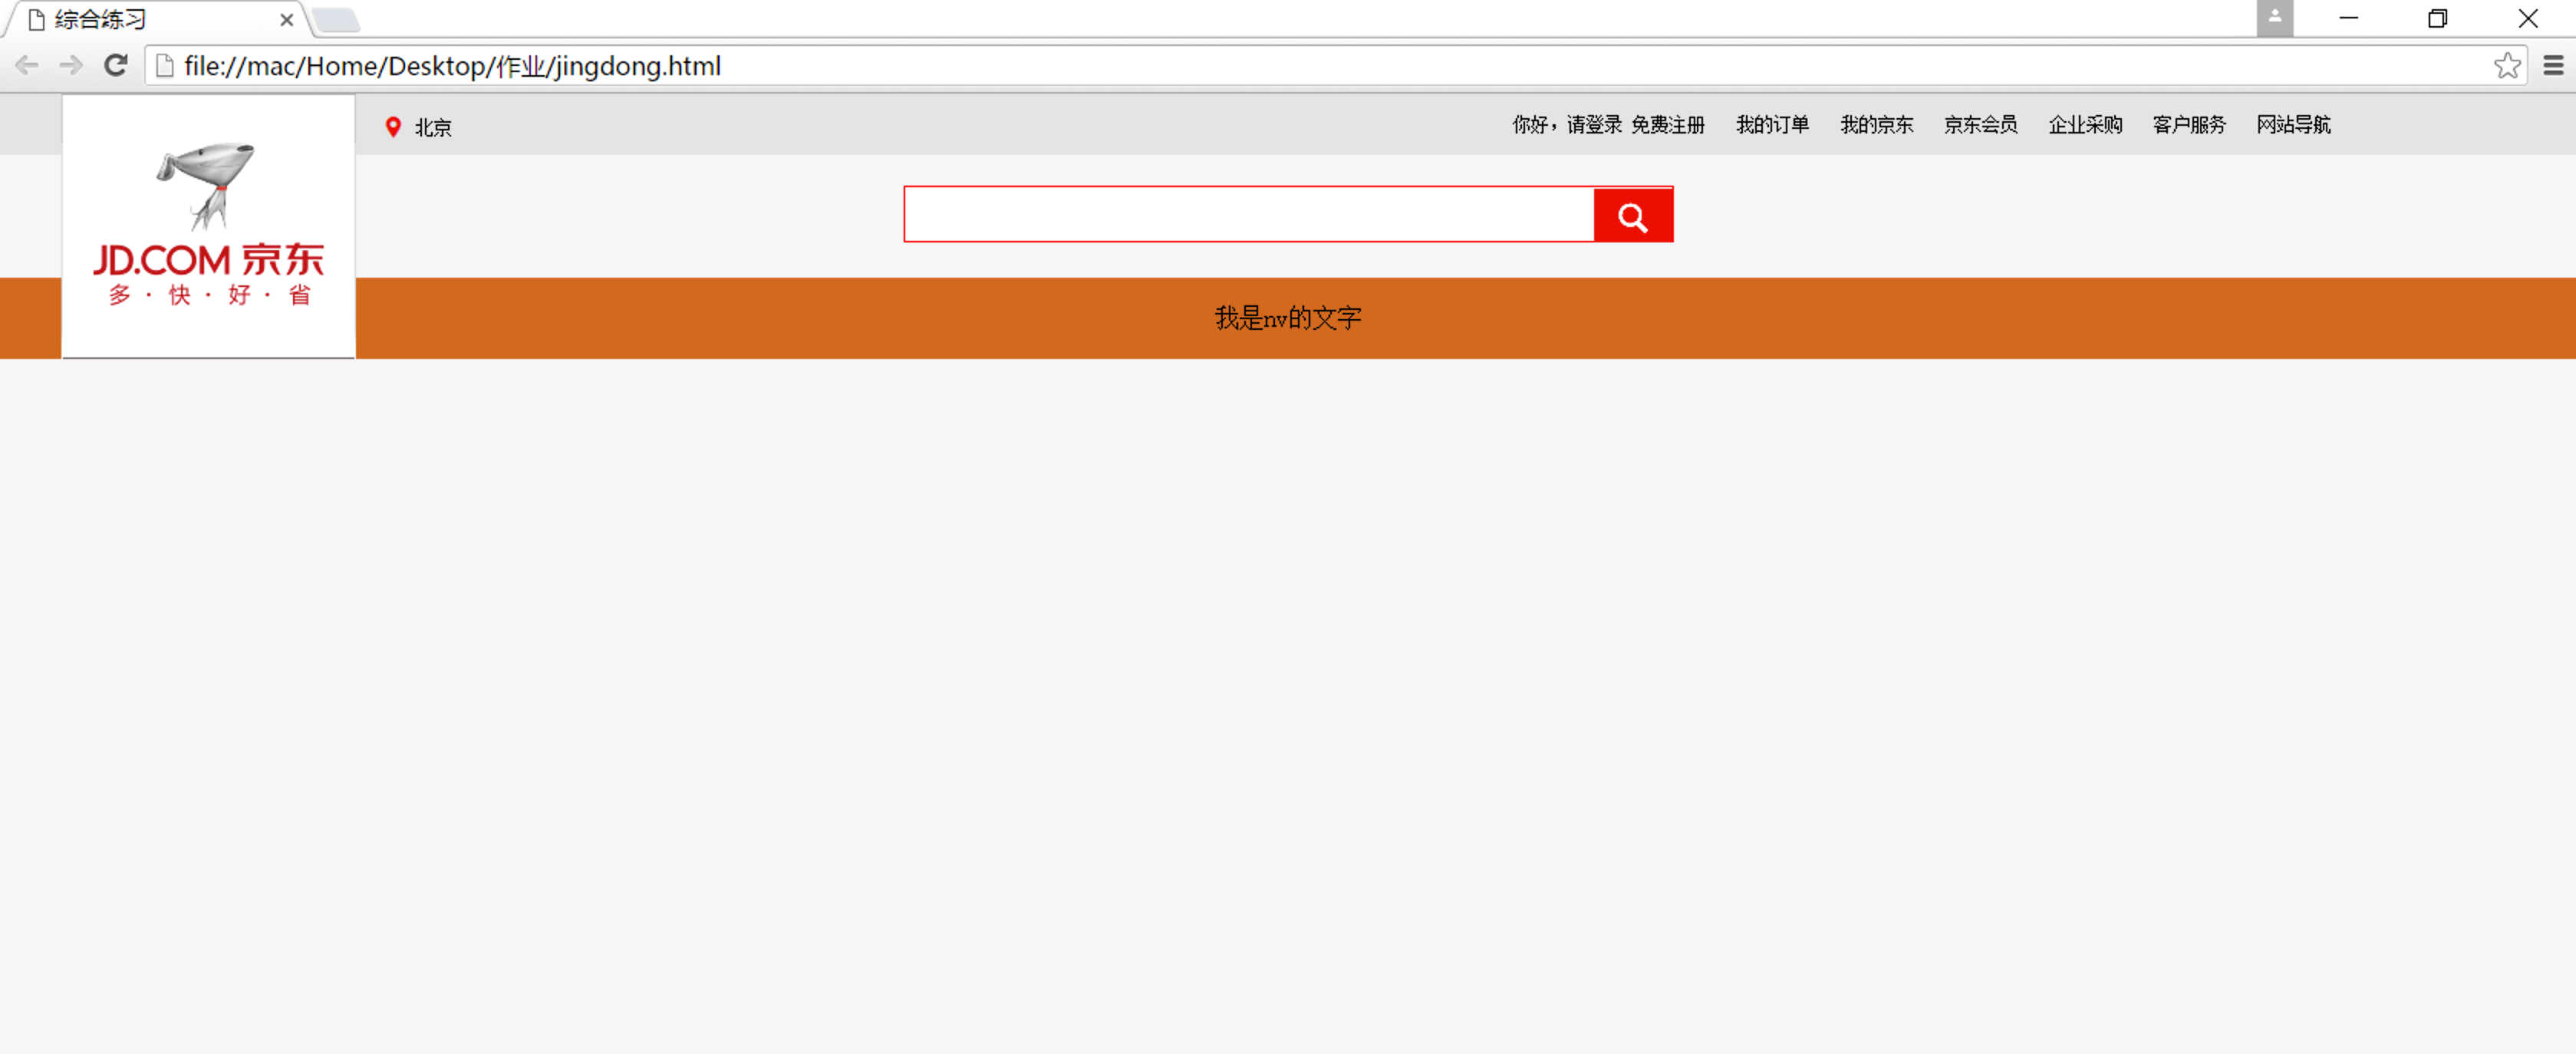 综合练习
file://mac/Home/Desktop/作业/jingdong.html
北京
你好，请登录 免费注册 我的订单 我的京东 京东会员 企业采购 客户服务 网站导航
JD.COM 京东
多·快·好·省
我是nv的文字